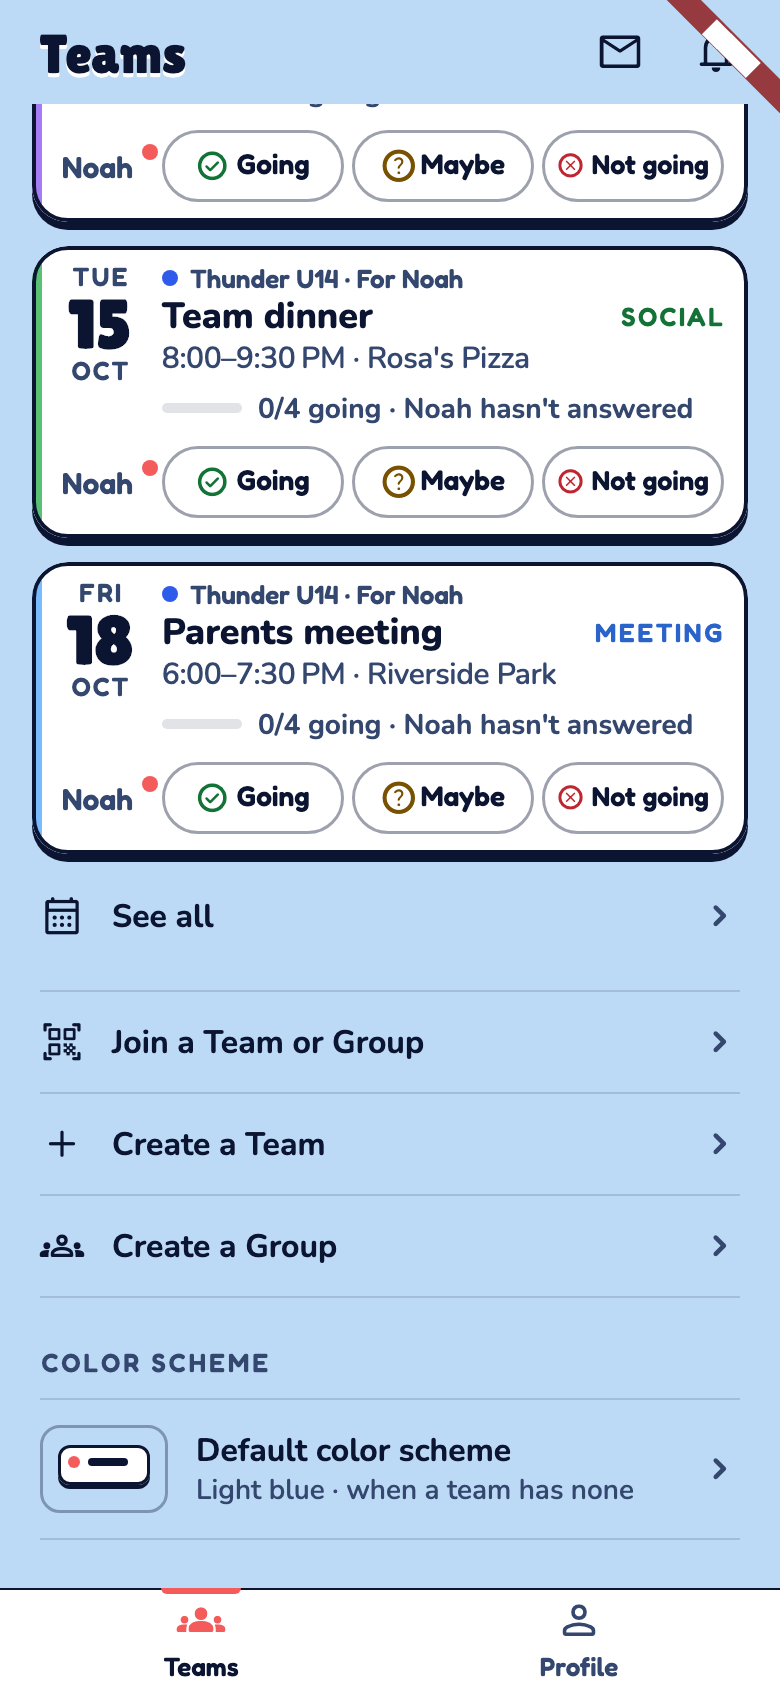 Teams
Noah
Going
Maybe
Not going
TUE
15
OCT
Thunder U14 · For Noah
Team dinner
SOCIAL
8:00–9:30 PM · Rosa's Pizza
0/4 going · Noah hasn't answered
Noah
Going
Maybe
Not going
FRI
18
OCT
Thunder U14 · For Noah
Parents meeting
MEETING
6:00–7:30 PM · Riverside Park
0/4 going · Noah hasn't answered
Noah
Going
Maybe
Not going
See all
Join a Team or Group
Create a Team
Create a Group
COLOR SCHEME
Default color scheme
Light blue · when a team has none
Teams
Profile